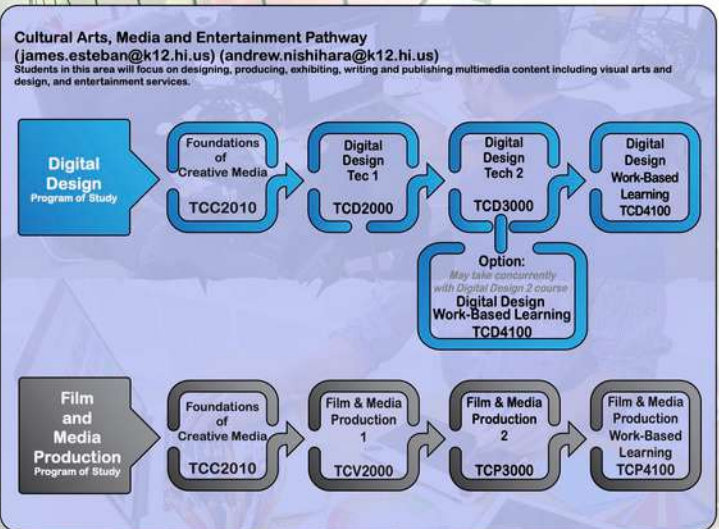 Cultural Arts, Media and Entertainment Pathway
(james.esteban@k12.hi.us) (andrew.nishihara@k12.hi.us)
Students in this area will focus on designing, producing, exhibiting, writing and publishing multimedia content including visual arts and
design, and entertainment services.
Digital
Design
Program of Study
Foundations
of
Creative Media
TCC2010
Digital
Design
Tec 1
TCD2000
Digital
Design
Tech 2
TCD3000
Digital
Design
Work-Based
Learning
TCD4100
Option:
May take concurrently
with Digital Design 2 course
Digital Design
Work-Based Learning
TCD4100
Film
and
Media
Production
Program of Study
Foundations
of
Creative Media
TCC2010
Film & Media
Production
1
TCV2000
Film & Media
Production
2
TCP3000
Film & Media
Production
Work-Based
Learning
TCP4100